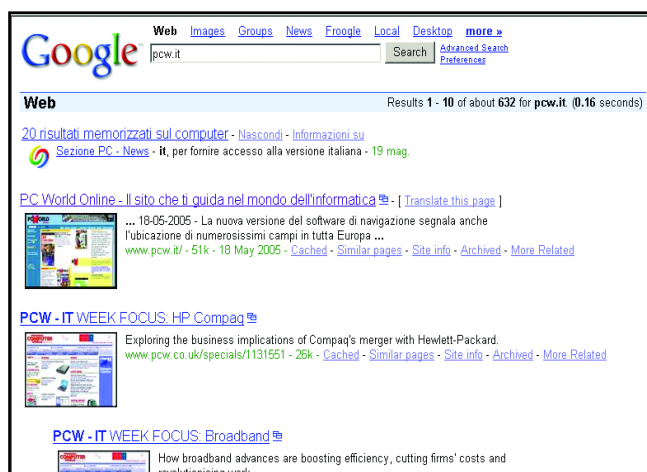 Google
Web Images Groups News Froogle Local Desktop more »
pcw.it Search Advanced Search
Preferences
Web Results 1 - 10 of about 632 for pcw.it. (0.16 seconds)
20 risultati memorizzati sul computer - Nascondi - Informazioni su
Sezione PC - News - it, per fornire accesso alla versione italiana - 19 mag.
PC World Online - Il sito che ti guida nel mondo dell'informatica - [ Translate this page ]
... 18-05-2005 - La nuova versione del software di navigazione segnala anche
l'ubicazione di numerosissimi campi in tutta Europa ...
www.pcw.it/ - 51k - 18 May 2005 - Cached - Similar pages - Site info - Archived - More Related
PCW - IT WEEK FOCUS: HP Compaq
Exploring the business implications of Compaq's merger with Hewlett-Packard.
www.pcw.co.uk/specials/1131551 - 26k - Cached - Similar pages - Site info - Archived - More Related
PCW - IT WEEK FOCUS: Broadband
How broadband advances are boosting efficiency, cutting firms' costs and
revolutionising work